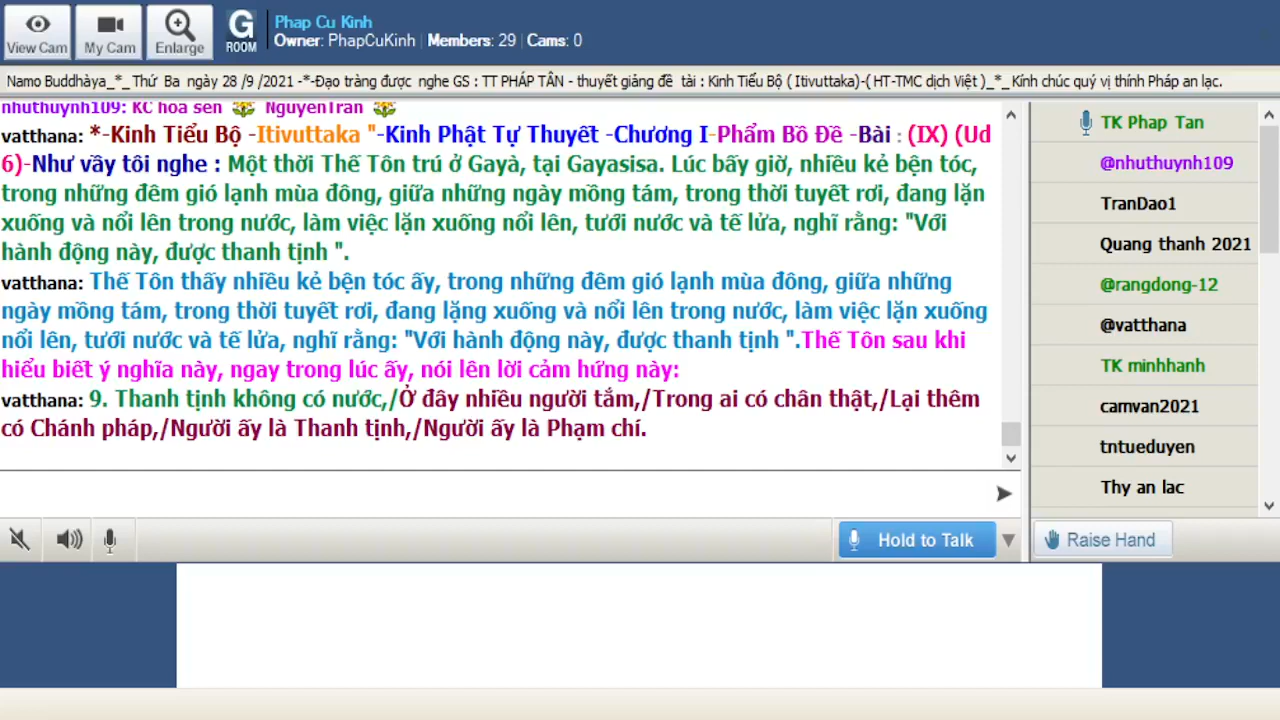 View Cam
My Cam
Enlarge
G
ROOM
Phap Cu Kinh
Owner: PhapCuKinh | Members: 29 | Cams: 0
Namo Buddhàya_*_Thứ Ba ngày 28 /9 /2021 -*-Đạo tràng được nghe GS : TT PHÁP TÂN - thuyết giảng đề tài : Kinh Tiểu Bộ ( Itivuttaka)-( HT-TMC dịch Việt )_*_ Kính chúc quý vị thính Pháp an lạc.
nhuthuynh109: KC hoa sen NguyenTran
vatthana: *-Kinh Tiểu Bộ -Itivuttaka "-Kinh Phật Tự Thuyết -Chương I-Phẩm Bồ Đề -Bài : (IX) (Ud
6)-Như vầy tôi nghe : Một thời Thế Tôn trú ở Gayà, tại Gayasisa. Lúc bấy giờ, nhiều kẻ bện tóc,
trong những đêm gió lạnh mùa đông, giữa những ngày mồng tám, trong thời tuyết rơi, đang lặn
xuống và nổi lên trong nước, làm việc lặn xuống nổi lên, tưới nước và tế lửa, nghĩ rằng: "Với
hành động này, được thanh tịnh ".
vatthana: Thế Tôn thấy nhiều kẻ bện tóc ấy, trong những đêm gió lạnh mùa đông, giữa những
ngày mồng tám, trong thời tuyết rơi, đang lặng xuống và nổi lên trong nước, làm việc lặn xuống
nổi lên, tưới nước và tế lửa, nghĩ rằng: "Với hành động này, được thanh tịnh ".Thế Tôn sau khi
hiểu biết ý nghĩa này, ngay trong lúc ấy, nói lên lời cảm hứng này:
vatthana: 9. Thanh tịnh không có nước,/Ở đây nhiều người tắm,/Trong ai có chân thật,/Lại thêm
có Chánh pháp,/Người ấy là Thanh tịnh,/Người ấy là Phạm chí.
TK Phap Tan
@nhuthuynh109
TranDao1
Quang thanh 2021
@rangdong-12
@vatthana
TK minhhanh
camvan2021
tntueduyen
Thy an lac
Hold to Talk
Raise Hand